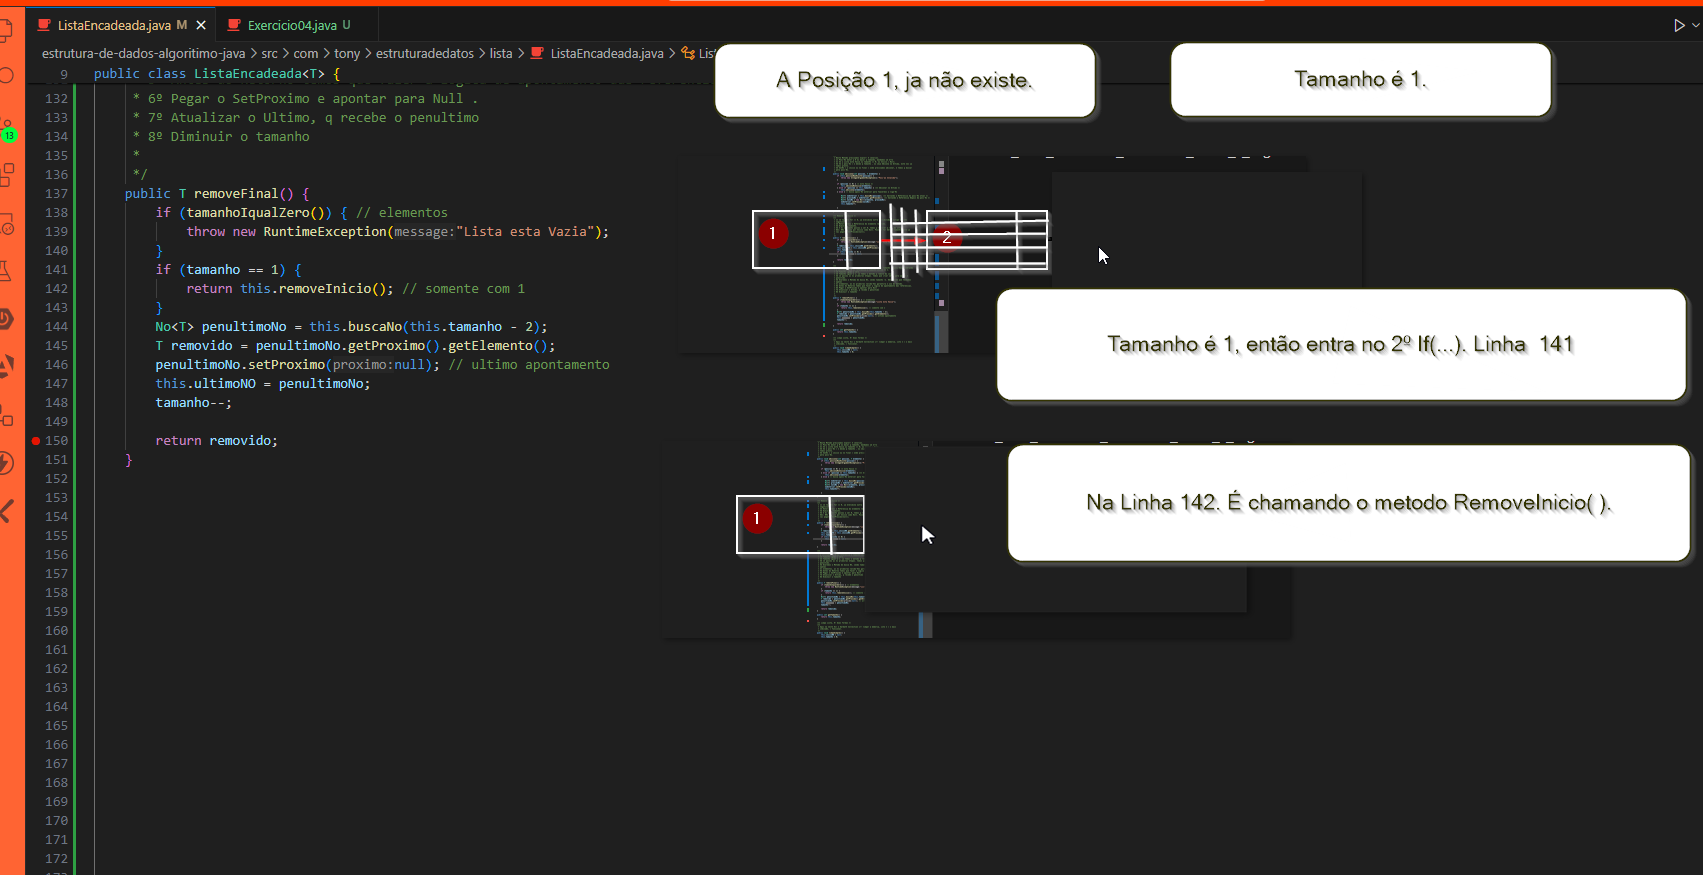 ListaEncadeada.java M
Exercicio04.java U
estrutura-de-dados-algoritimo-java > src > com > tony > estruturadedatos > lista > ListaEncadeada.java >
9 public class ListaEncadeada<T> {
132 * 6º Pegar o SetProximo e apontar para Null .
133 * 7º Atualizar o Ultimo, q recebe o penultimo
134 * 8º Diminuir o tamanho
135 *
136 */
137 public T removeFinal() {
138 if (tamanhoIqualZero()) { // elementos
139 throw new RuntimeException(message:"Lista esta Vazia");
140 }
141 if (tamanho == 1) {
142 return this.removeInicio(); // somente com 1
143 }
144 No<T> penultimoNo = this.buscaNo(this.tamanho - 2);
145 T removido = penultimoNo.getProximo().getElemento();
146 penultimoNo.setProximo(proximo:null); // ultimo apontamento
147 this.ultimoNO = penultimoNo;
148 tamanho--;
149
150 return removido;
151 }
152
153
154
155
156
157
158
159
160
161
162
163
164
165
166
167
168
169
170
171
172
13
A Posição 1, ja não existe.
Tamanho é 1.
1
2
Tamanho é 1, então entra no 2º If(...). Linha 141
1
Na Linha 142. É chamando o metodo RemoveInicio( ).